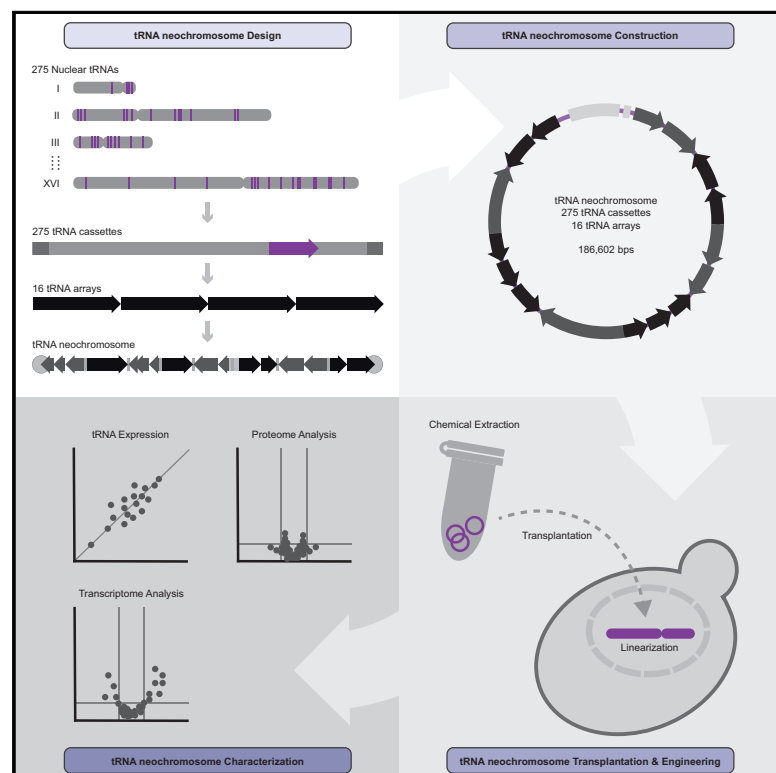 tRNA neochromosome Design
275 Nuclear tRNAs
I
II
III
XVI
275 tRNA cassettes
16 tRNA arrays
tRNA neochromosome
tRNA neochromosome Construction
tRNA neochromosome
275 tRNA cassettes
16 tRNA arrays
186,602 bps
Chemical Extraction
Transplantation
Linearization
tRNA neochromosome Transplantation & Engineering
tRNA Expression
Proteome Analysis
Transcriptome Analysis
tRNA neochromosome Characterization